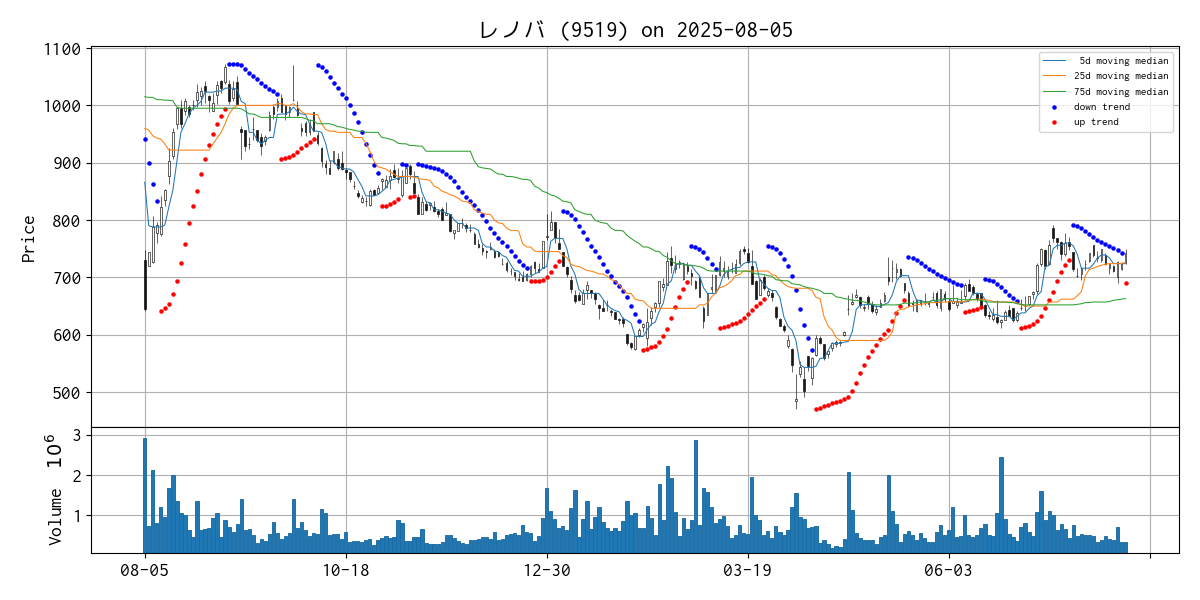 レノバ (9519) on 2025-08-05
1100
1000
900
800
700
600
500
Price
5d moving median
25d moving median
75d moving median
down trend
up trend
3
2
1
Volume 10^6
08-05
10-18
12-30
03-19
06-03